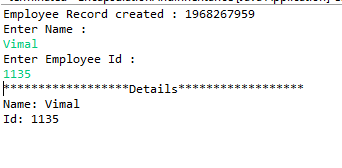 Employee Record created : 1968267959
Enter Name :
Vimal
Enter Employee Id :
1135
******************Details******************
Name: Vimal
Id: 1135